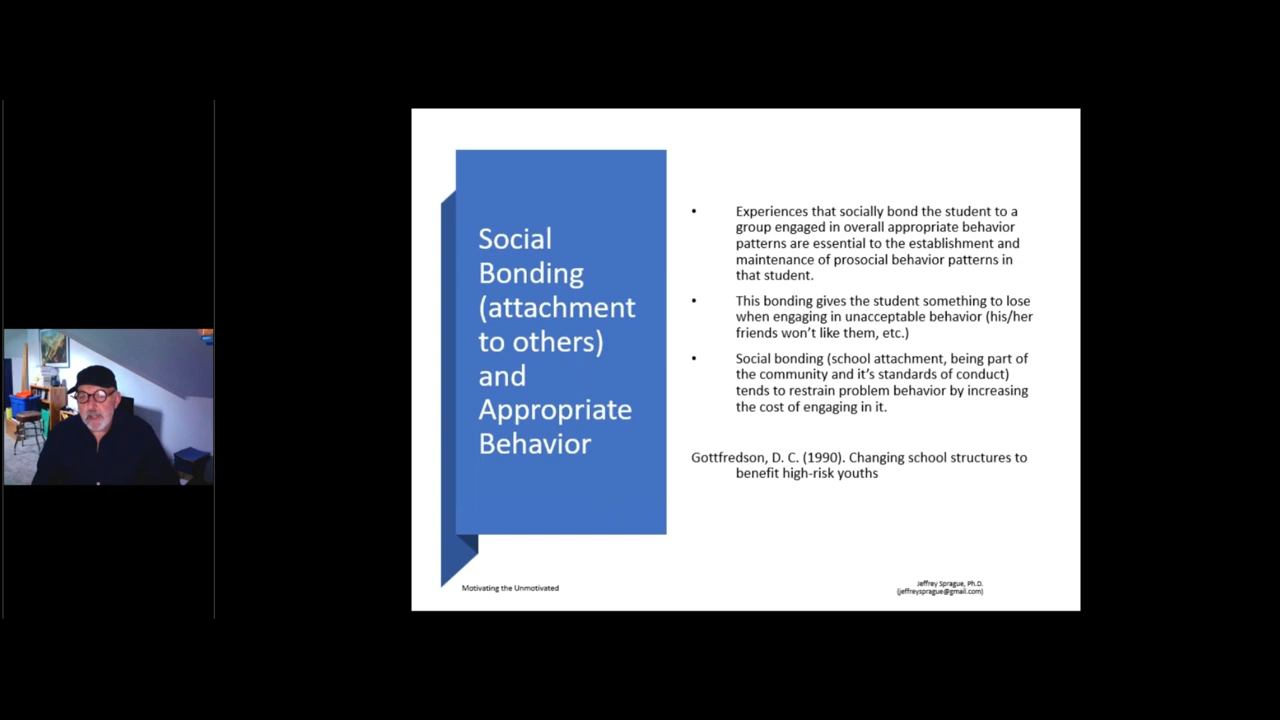 Social
Bonding
(attachment
to others)
and
Appropriate
Behavior
• Experiences that socially bond the student to a
group engaged in overall appropriate behavior
patterns are essential to the establishment and
maintenance of prosocial behavior patterns in
that student.
• This bonding gives the student something to lose
when engaging in unacceptable behavior (his/her
friends won’t like them, etc.)
• Social bonding (school attachment, being part of
the community and it’s standards of conduct)
tends to restrain problem behavior by increasing
the cost of engaging in it.
Gottfredson, D. C. (1990). Changing school structures to
benefit high-risk youths
Motivating the Unmotivated
Jeffrey Sprague, Ph.D.
(jeffreysprague@gmail.com)